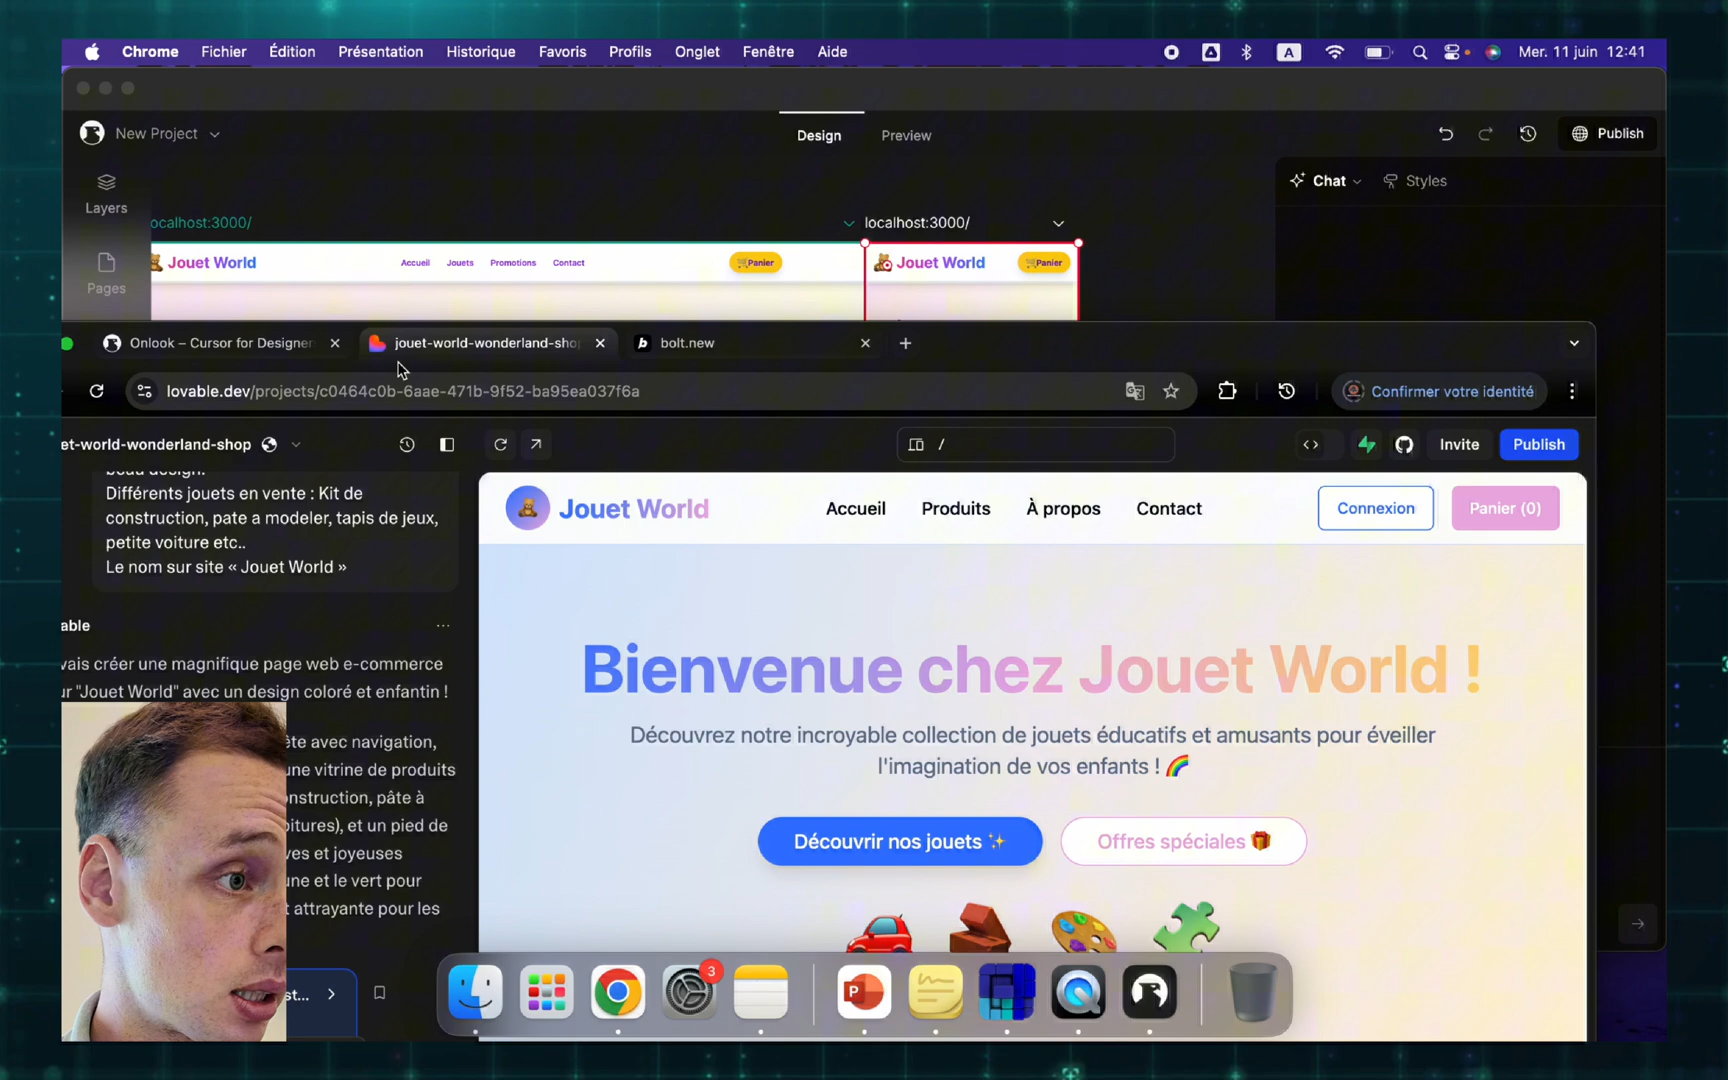 Chrome Fichier Édition Présentation Historique Favoris Profils Onglet Fenêtre Aide A Mer. 11 juin 12:41
New Project Design Preview Publish
Layers
Chat Styles
ocalhost:3000/ localhost:3000/
Jouet World Accueil Jouets Promotions Contact Panier Jouet World Panier
Pages
Onlook – Cursor for Designer jouet-world-wonderland-sho bolt.new
lovable.dev/projects/c0464c0b-6aae-471b-9f52-ba95ea037f6a Confirmer votre identité
et-world-wonderland-shop / Invite Publish
beau design.
Différents jouets en vente : Kit de
construction, pate a modeler, tapis de jeux,
petite voiture etc..
Le nom sur site « Jouet World »
able
vais créer une magnifique page web e-commerce
ur "Jouet World" avec un design coloré et enfantin !
ète avec navigation,
une vitrine de produits
nstruction, pâte à
oitures), et un pied de
ves et joyeuses
une et le vert pour
t attrayante pour les
st...
Jouet World Accueil Produits À propos Contact Connexion Panier (0)
Bienvenue chez Jouet World !
Découvrez notre incroyable collection de jouets éducatifs et amusants pour éveiller
l'imagination de vos enfants ! 🌈
Découvrir nos jouets ✨ Offres spéciales 🎁
3
P